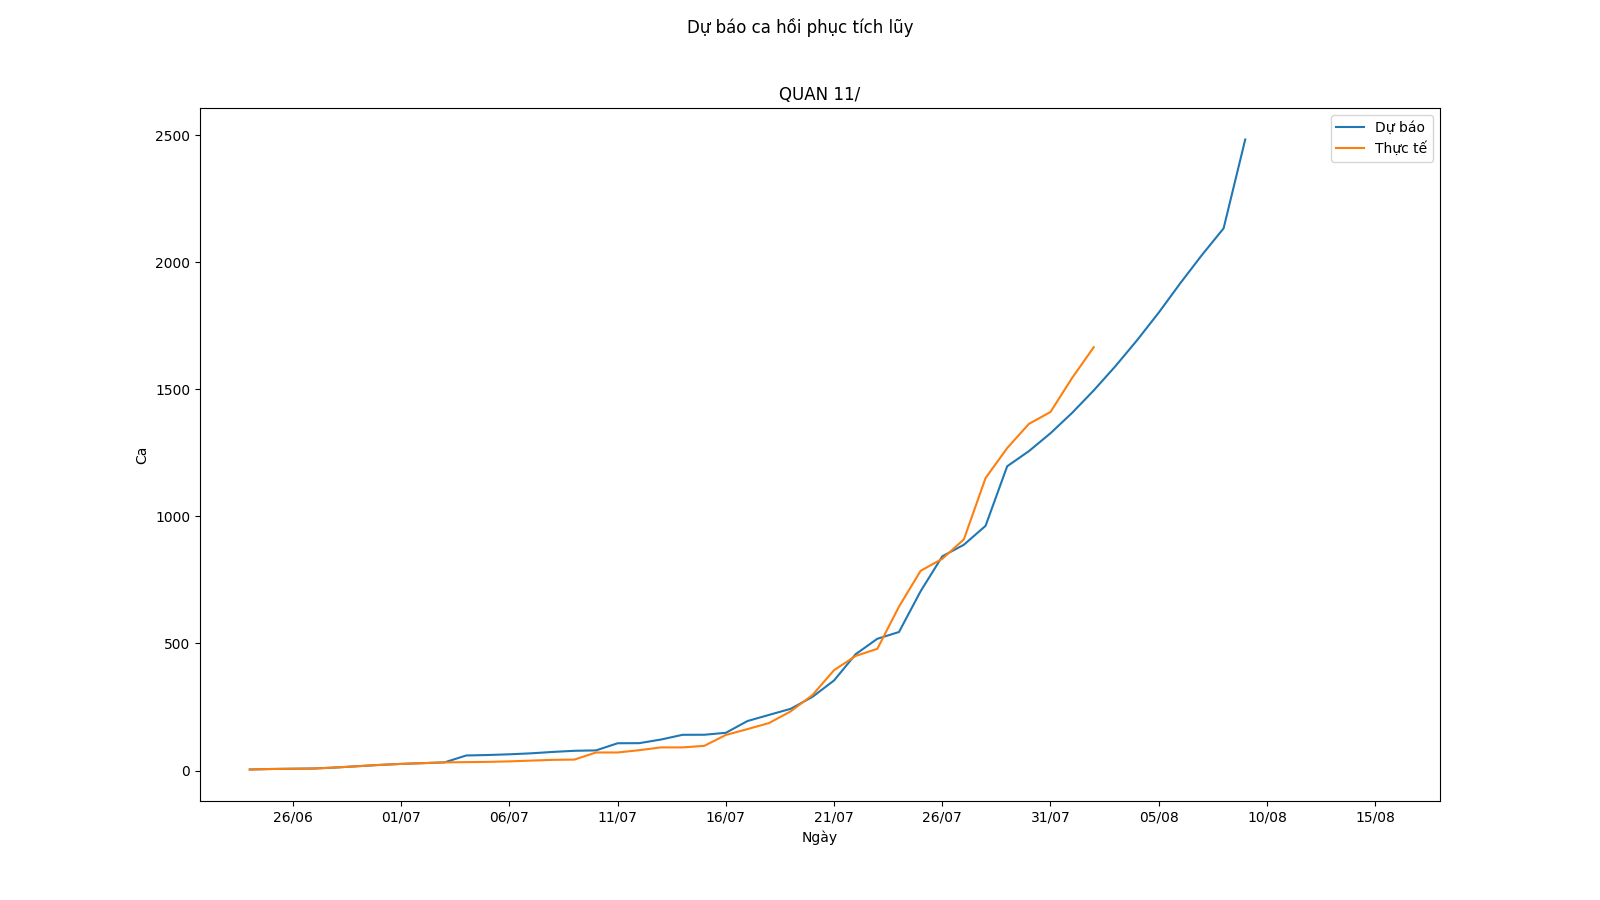 Dự báo ca hồi phục tích lũy
QUAN 11/
Dự báo
Thực tế
2500
2000
1500
1000
500
0
Ca
26/06 01/07 06/07 11/07 16/07 21/07 26/07 31/07 05/08 10/08 15/08
Ngày